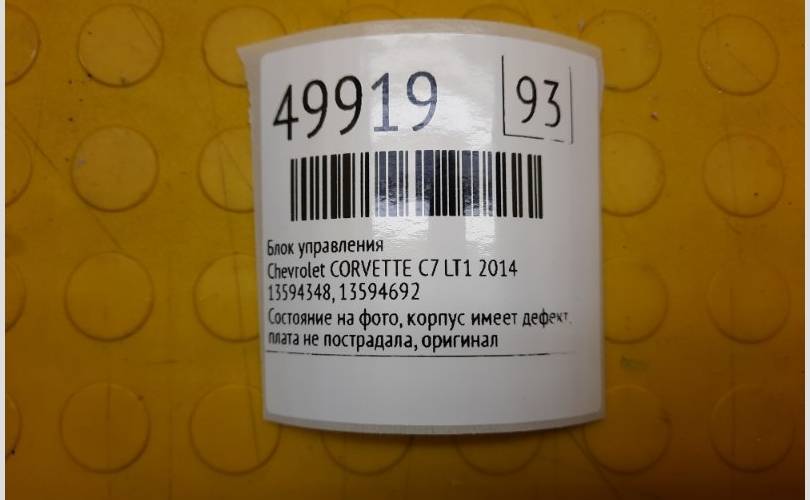 49919 93
Блок управления
Chevrolet CORVETTE C7 LT1 2014
13594348, 13594692
Состояние на фото, корпус имеет дефект,
плата не пострадала, оригинал